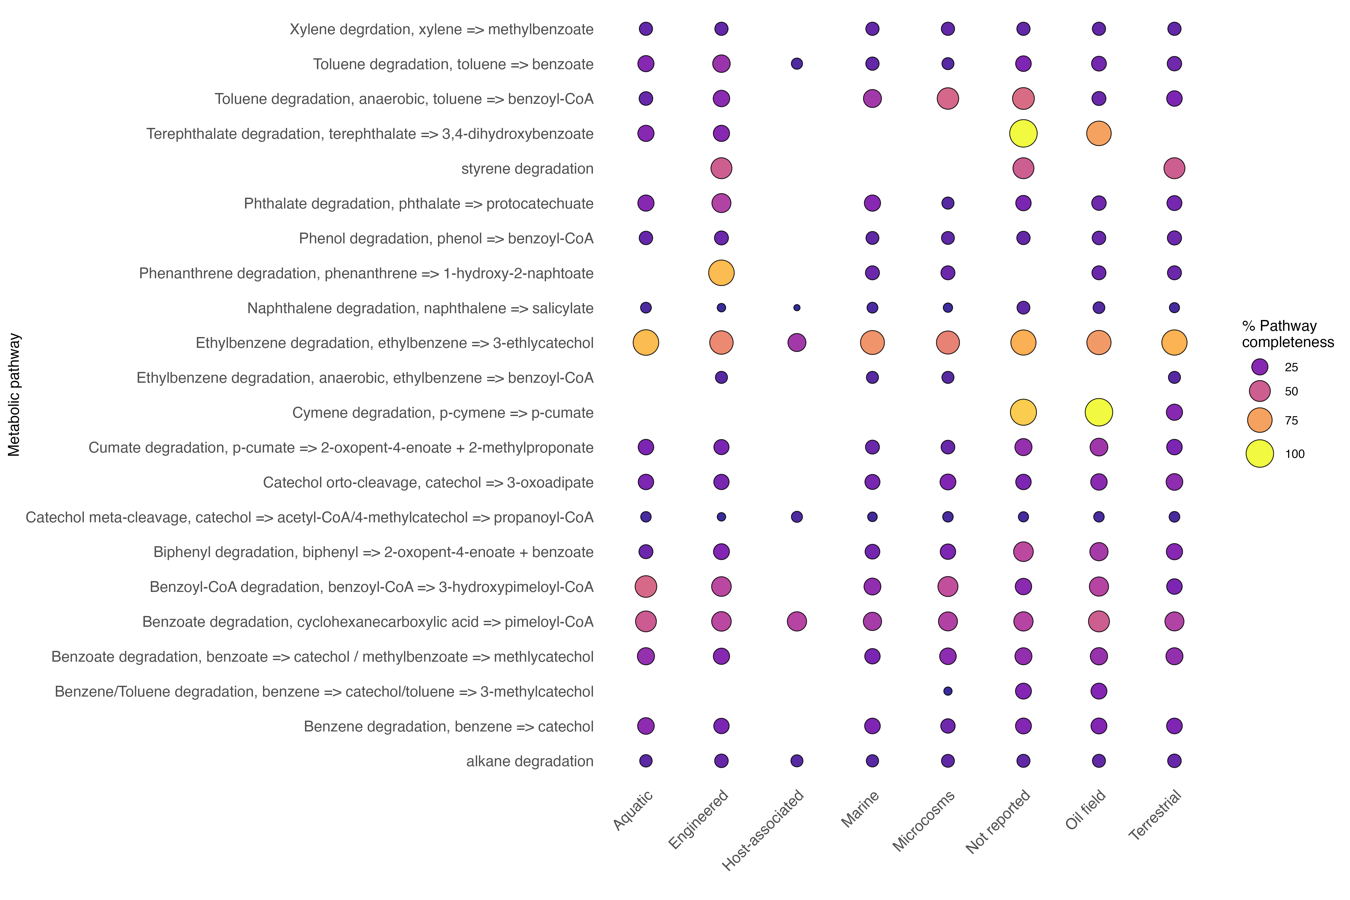 Xylene degrdation, xylene => methylbenzoate
Toluene degradation, toluene => benzoate
Toluene degradation, anaerobic, toluene => benzoyl-CoA
Terephthalate degradation, terephthalate => 3,4-dihydroxybenzoate
styrene degradation
Phthalate degradation, phthalate => protocatechuate
Phenol degradation, phenol => benzoyl-CoA
Phenanthrene degradation, phenanthrene => 1-hydroxy-2-naphtoate
Naphthalene degradation, naphthalene => salicylate
Ethylbenzene degradation, ethylbenzene => 3-ethlycatechol
Ethylbenzene degradation, anaerobic, ethylbenzene => benzoyl-CoA
Cymene degradation, p-cymene => p-cumate
Cumate degradation, p-cumate => 2-oxopent-4-enoate + 2-methylproponate
Catechol orto-cleavage, catechol => 3-oxoadipate
Catechol meta-cleavage, catechol => acetyl-CoA/4-methylcatechol => propanoyl-CoA
Biphenyl degradation, biphenyl => 2-oxopent-4-enoate + benzoate
Benzoyl-CoA degradation, benzoyl-CoA => 3-hydroxypimeloyl-CoA
Benzoate degradation, cyclohexanecarboxylic acid => pimeloyl-CoA
Benzoate degradation, benzoate => catechol / methylbenzoate => methlycatechol
Benzene/Toluene degradation, benzene => catechol/toluene => 3-methylcatechol
Benzene degradation, benzene => catechol
alkane degradation
Metabolic pathway
Aquatic
Engineered
Host-associated
Marine
Microcosms
Not reported
Oil field
Terrestrial
% Pathway
completeness
25
50
75
100